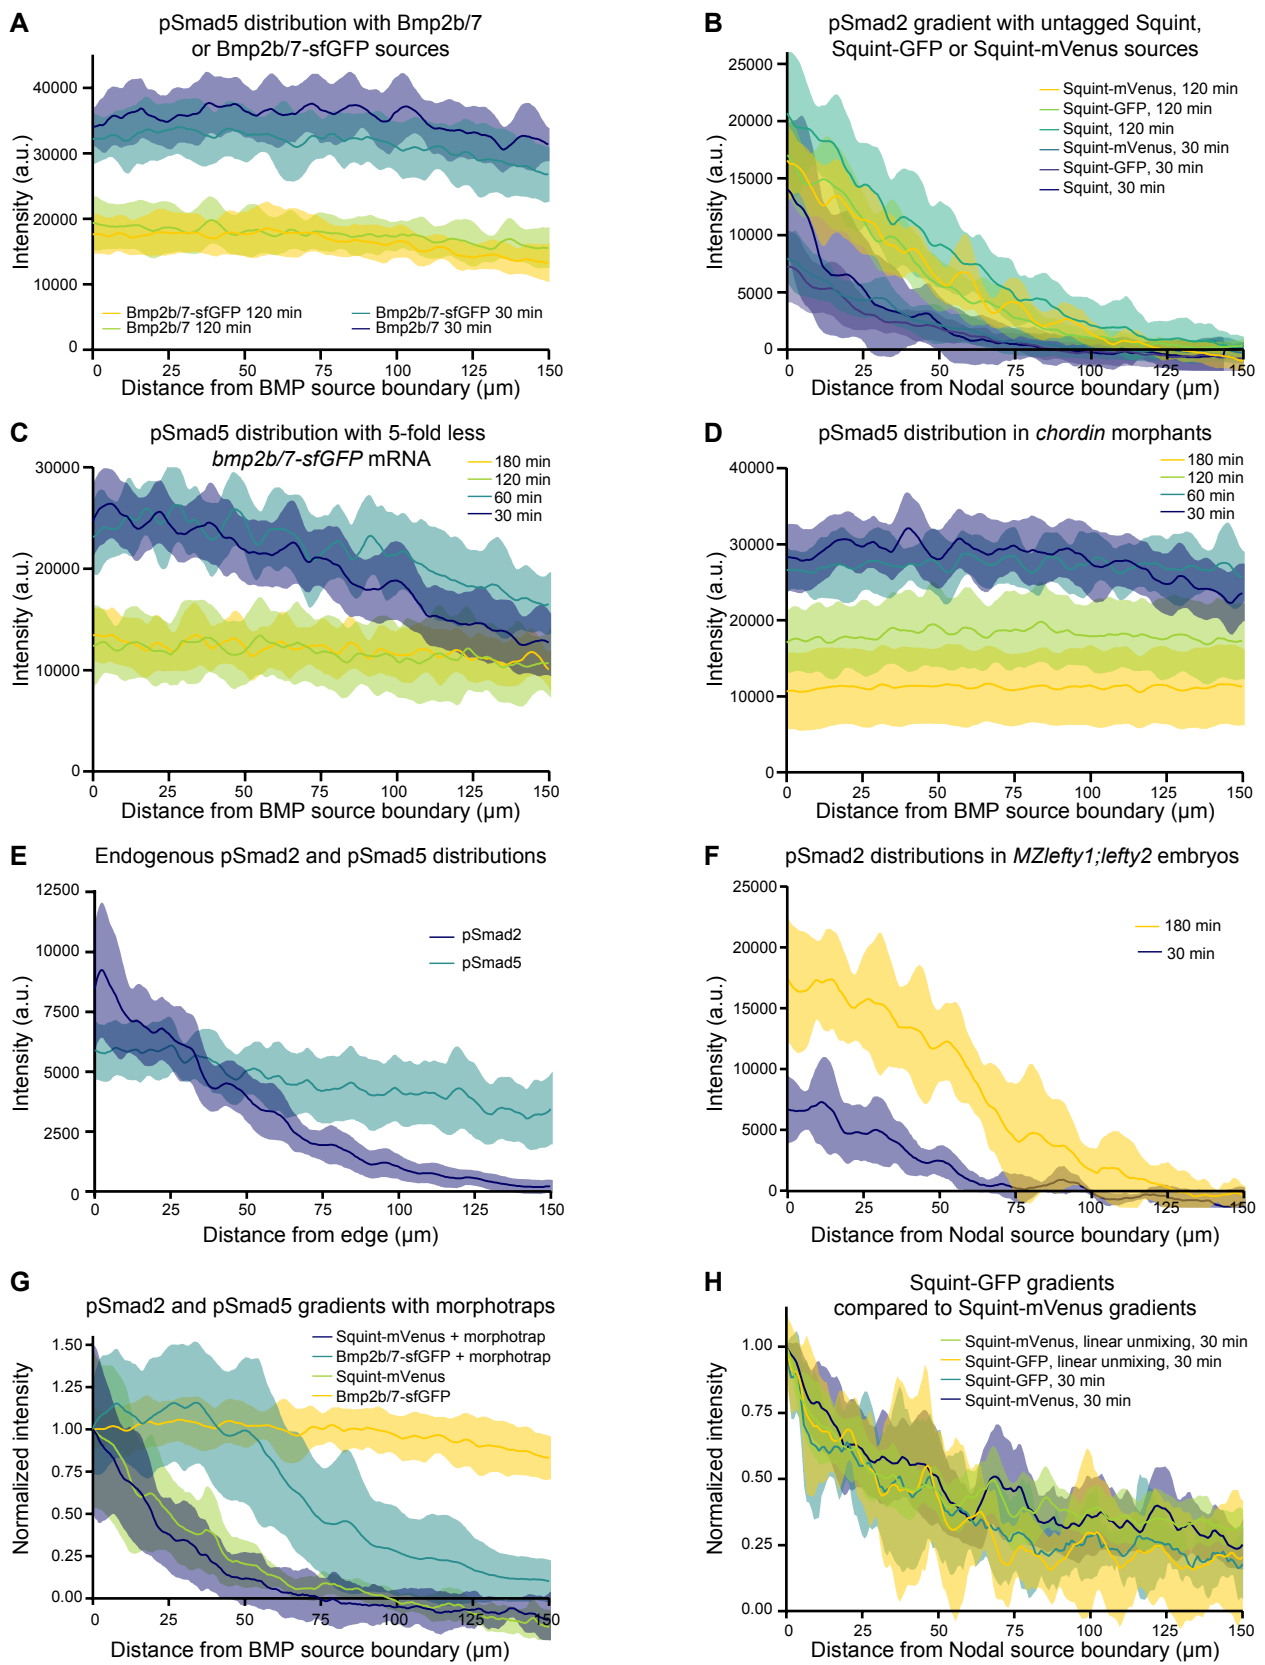 A
pSmad5 distribution with Bmp2b/7
or Bmp2b/7-sfGFP sources
Intensity (a.u.)
40000
30000
20000
10000
0
Bmp2b/7-sfGFP 120 min
Bmp2b/7 120 min
Bmp2b/7-sfGFP 30 min
Bmp2b/7 30 min
0 25 50 75 100 125 150
Distance from BMP source boundary (µm)
B
pSmad2 gradient with untagged Squint,
Squint-GFP or Squint-mVenus sources
Intensity (a.u.)
25000
20000
15000
10000
5000
0
Squint-mVenus, 120 min
Squint-GFP, 120 min
Squint, 120 min
Squint-mVenus, 30 min
Squint-GFP, 30 min
Squint, 30 min
0 25 50 75 100 125 150
Distance from Nodal source boundary (µm)
C
pSmad5 distribution with 5-fold less
bmp2b/7-sfGFP mRNA
Intensity (a.u.)
30000
20000
10000
0
180 min
120 min
60 min
30 min
0 25 50 75 100 125 150
Distance from BMP source boundary (µm)
D
pSmad5 distribution in chordin morphants
Intensity (a.u.)
40000
30000
20000
10000
0
180 min
120 min
60 min
30 min
0 25 50 75 100 125 150
Distance from BMP source boundary (µm)
E
Endogenous pSmad2 and pSmad5 distributions
Intensity (a.u.)
12500
10000
7500
5000
2500
0
pSmad2
pSmad5
0 25 50 75 100 125 150
Distance from edge (µm)
F
pSmad2 distributions in MZlefty1;lefty2 embryos
Intensity (a.u.)
25000
20000
15000
10000
5000
0
180 min
30 min
0 25 50 75 100 125 150
Distance from Nodal source boundary (µm)
G
pSmad2 and pSmad5 gradients with morphotraps
Normalized intensity
1.50
1.25
1.00
0.75
0.50
0.25
0.00
Squint-mVenus + morphotrap
Bmp2b/7-sfGFP + morphotrap
Squint-mVenus
Bmp2b/7-sfGFP
0 25 50 75 100 125 150
Distance from BMP source boundary (µm)
H
Squint-GFP gradients
compared to Squint-mVenus gradients
Normalized intensity
1.00
0.75
0.50
0.25
0.00
Squint-mVenus, linear unmixing, 30 min
Squint-GFP, linear unmixing, 30 min
Squint-GFP, 30 min
Squint-mVenus, 30 min
0 25 50 75 100 125 150
Distance from Nodal source boundary (µm)